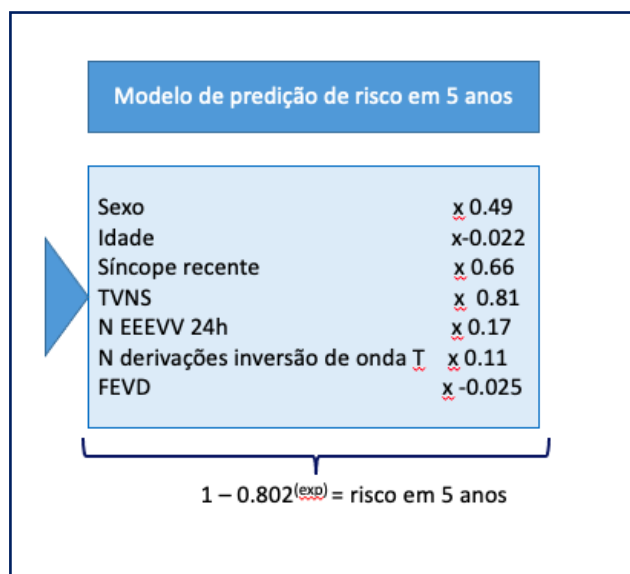 Modelo de predição de risco em 5 anos
Sexo x 0.49
Idade x-0.022
Síncope recente x 0.66
TVNS x 0.81
N EEEVV 24h x 0.17
N derivações inversão de onda T x 0.11
FEVD x -0.025
1 – 0.802(exp) = risco em 5 anos